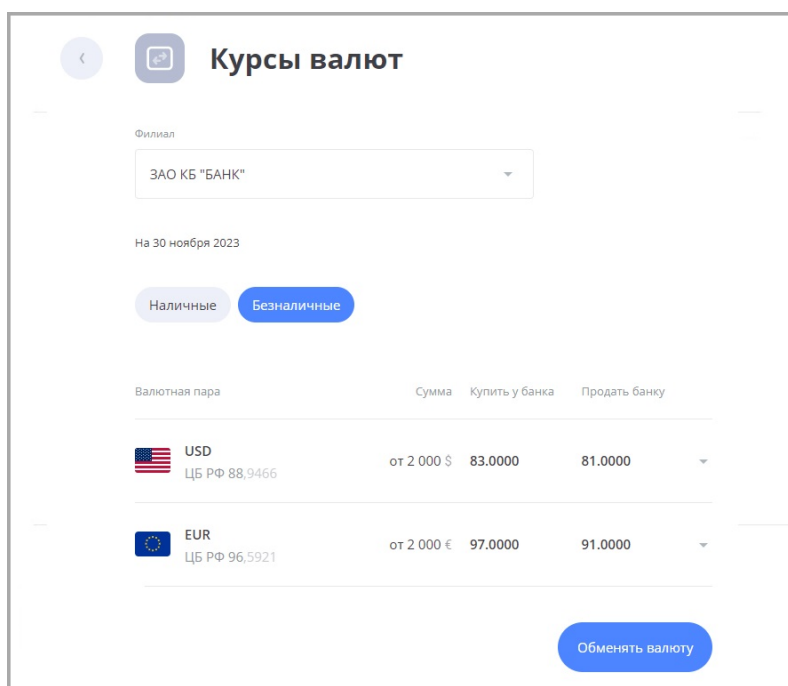 Курсы валют
Филиал
ЗАО КБ "БАНК"
На 30 ноября 2023
Наличные Безналичные
Валютная пара Сумма Купить у банка Продать банку
USD
ЦБ РФ 88,9466 от 2 000 $ 83.0000 81.0000
EUR
ЦБ РФ 96,5921 от 2 000 € 97.0000 91.0000
Обменять валюту